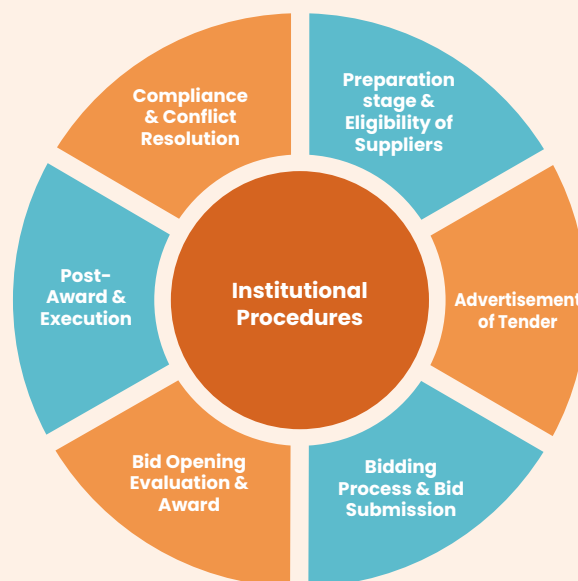 Preparation
stage &
Eligibility of
Suppliers
Advertisement
of Tender
Bidding
Process & Bid
Submission
Bid Opening
Evaluation &
Award
Post-
Award &
Execution
Compliance
& Conflict
Resolution
Institutional
Procedures